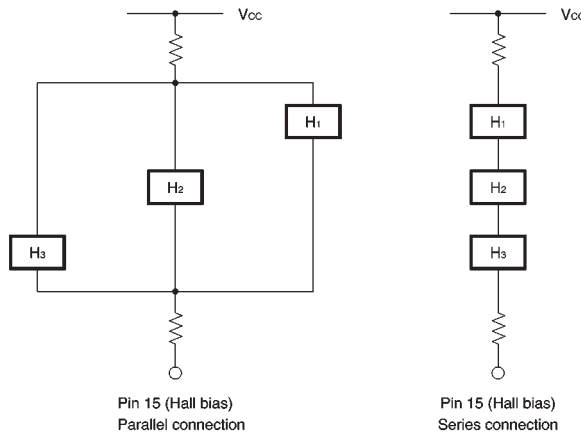 Vcc
H1
H2
H3
Pin 15 (Hall bias)
Parallel connection
Vcc
H1
H2
H3
Pin 15 (Hall bias)
Series connection